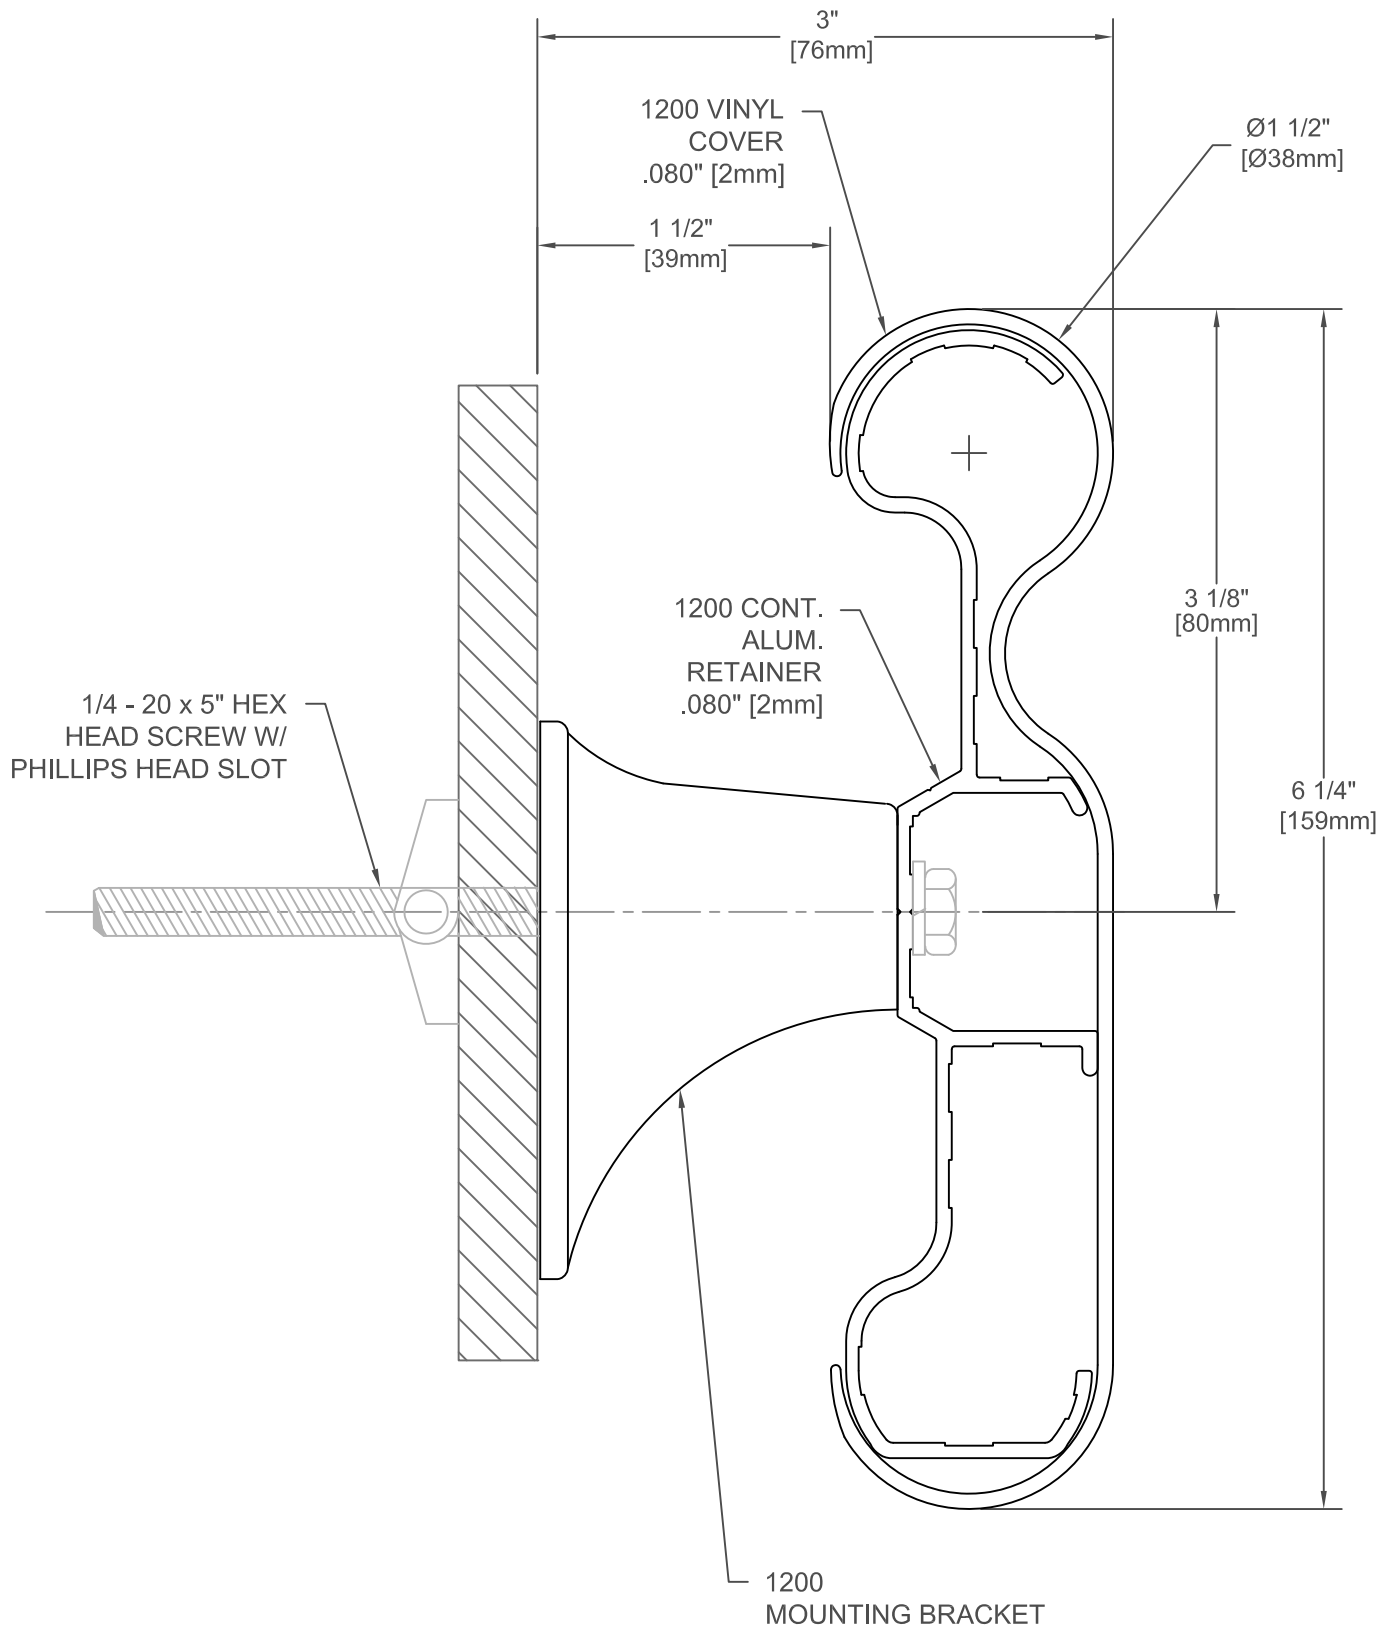 3"
[76mm]
1200 VINYL
COVER
.080" [2mm]
Ø1 1/2"
[Ø38mm]
1 1/2"
[39mm]
3 1/8"
[80mm]
1200 CONT.
ALUM.
RETAINER
.080" [2mm]
1/4 - 20 x 5" HEX
HEAD SCREW W/
PHILLIPS HEAD SLOT
6 1/4"
[159mm]
1200
MOUNTING BRACKET